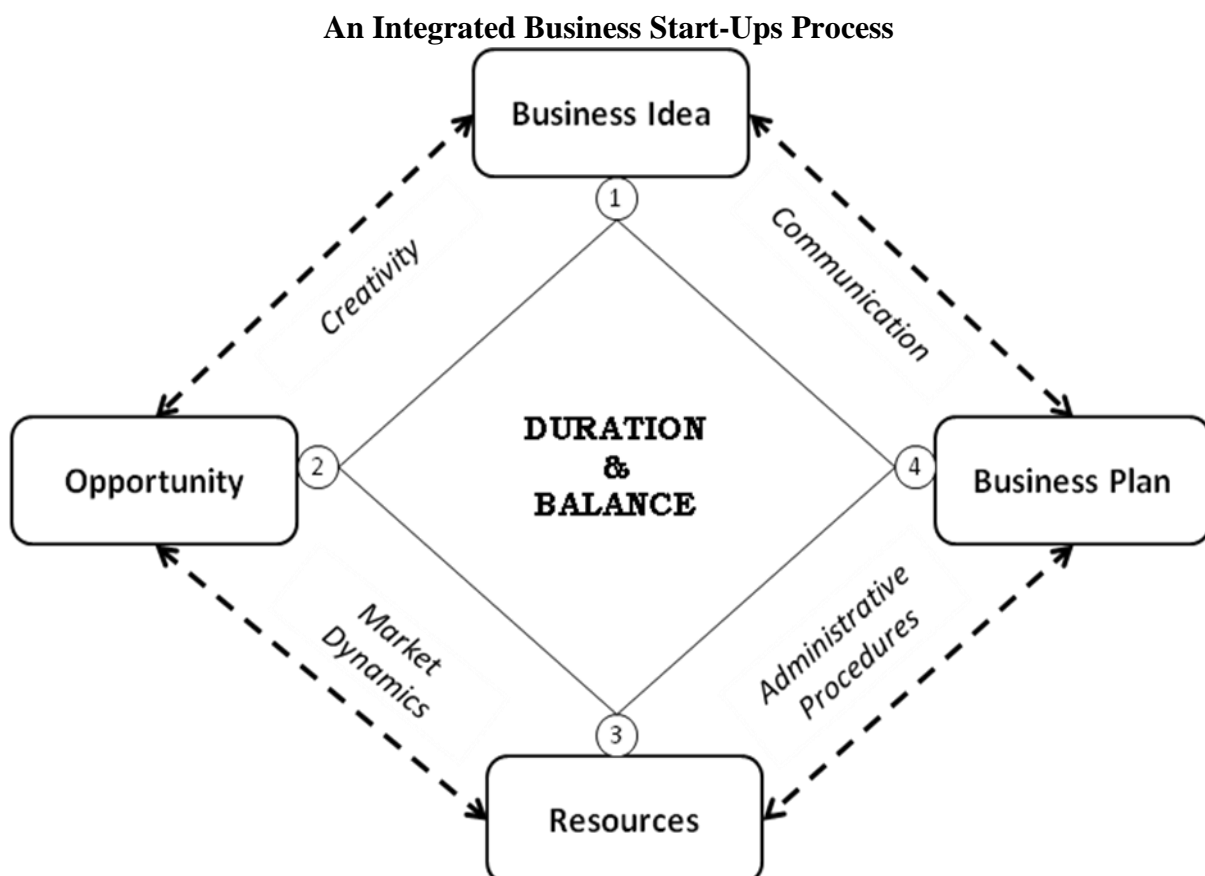 An Integrated Business Start-Ups Process
Business Idea
1
Creativity
Communication
Opportunity
2
DURATION
&
BALANCE
4
Business Plan
Market
Dynamics
Administrative
Procedures
3
Resources